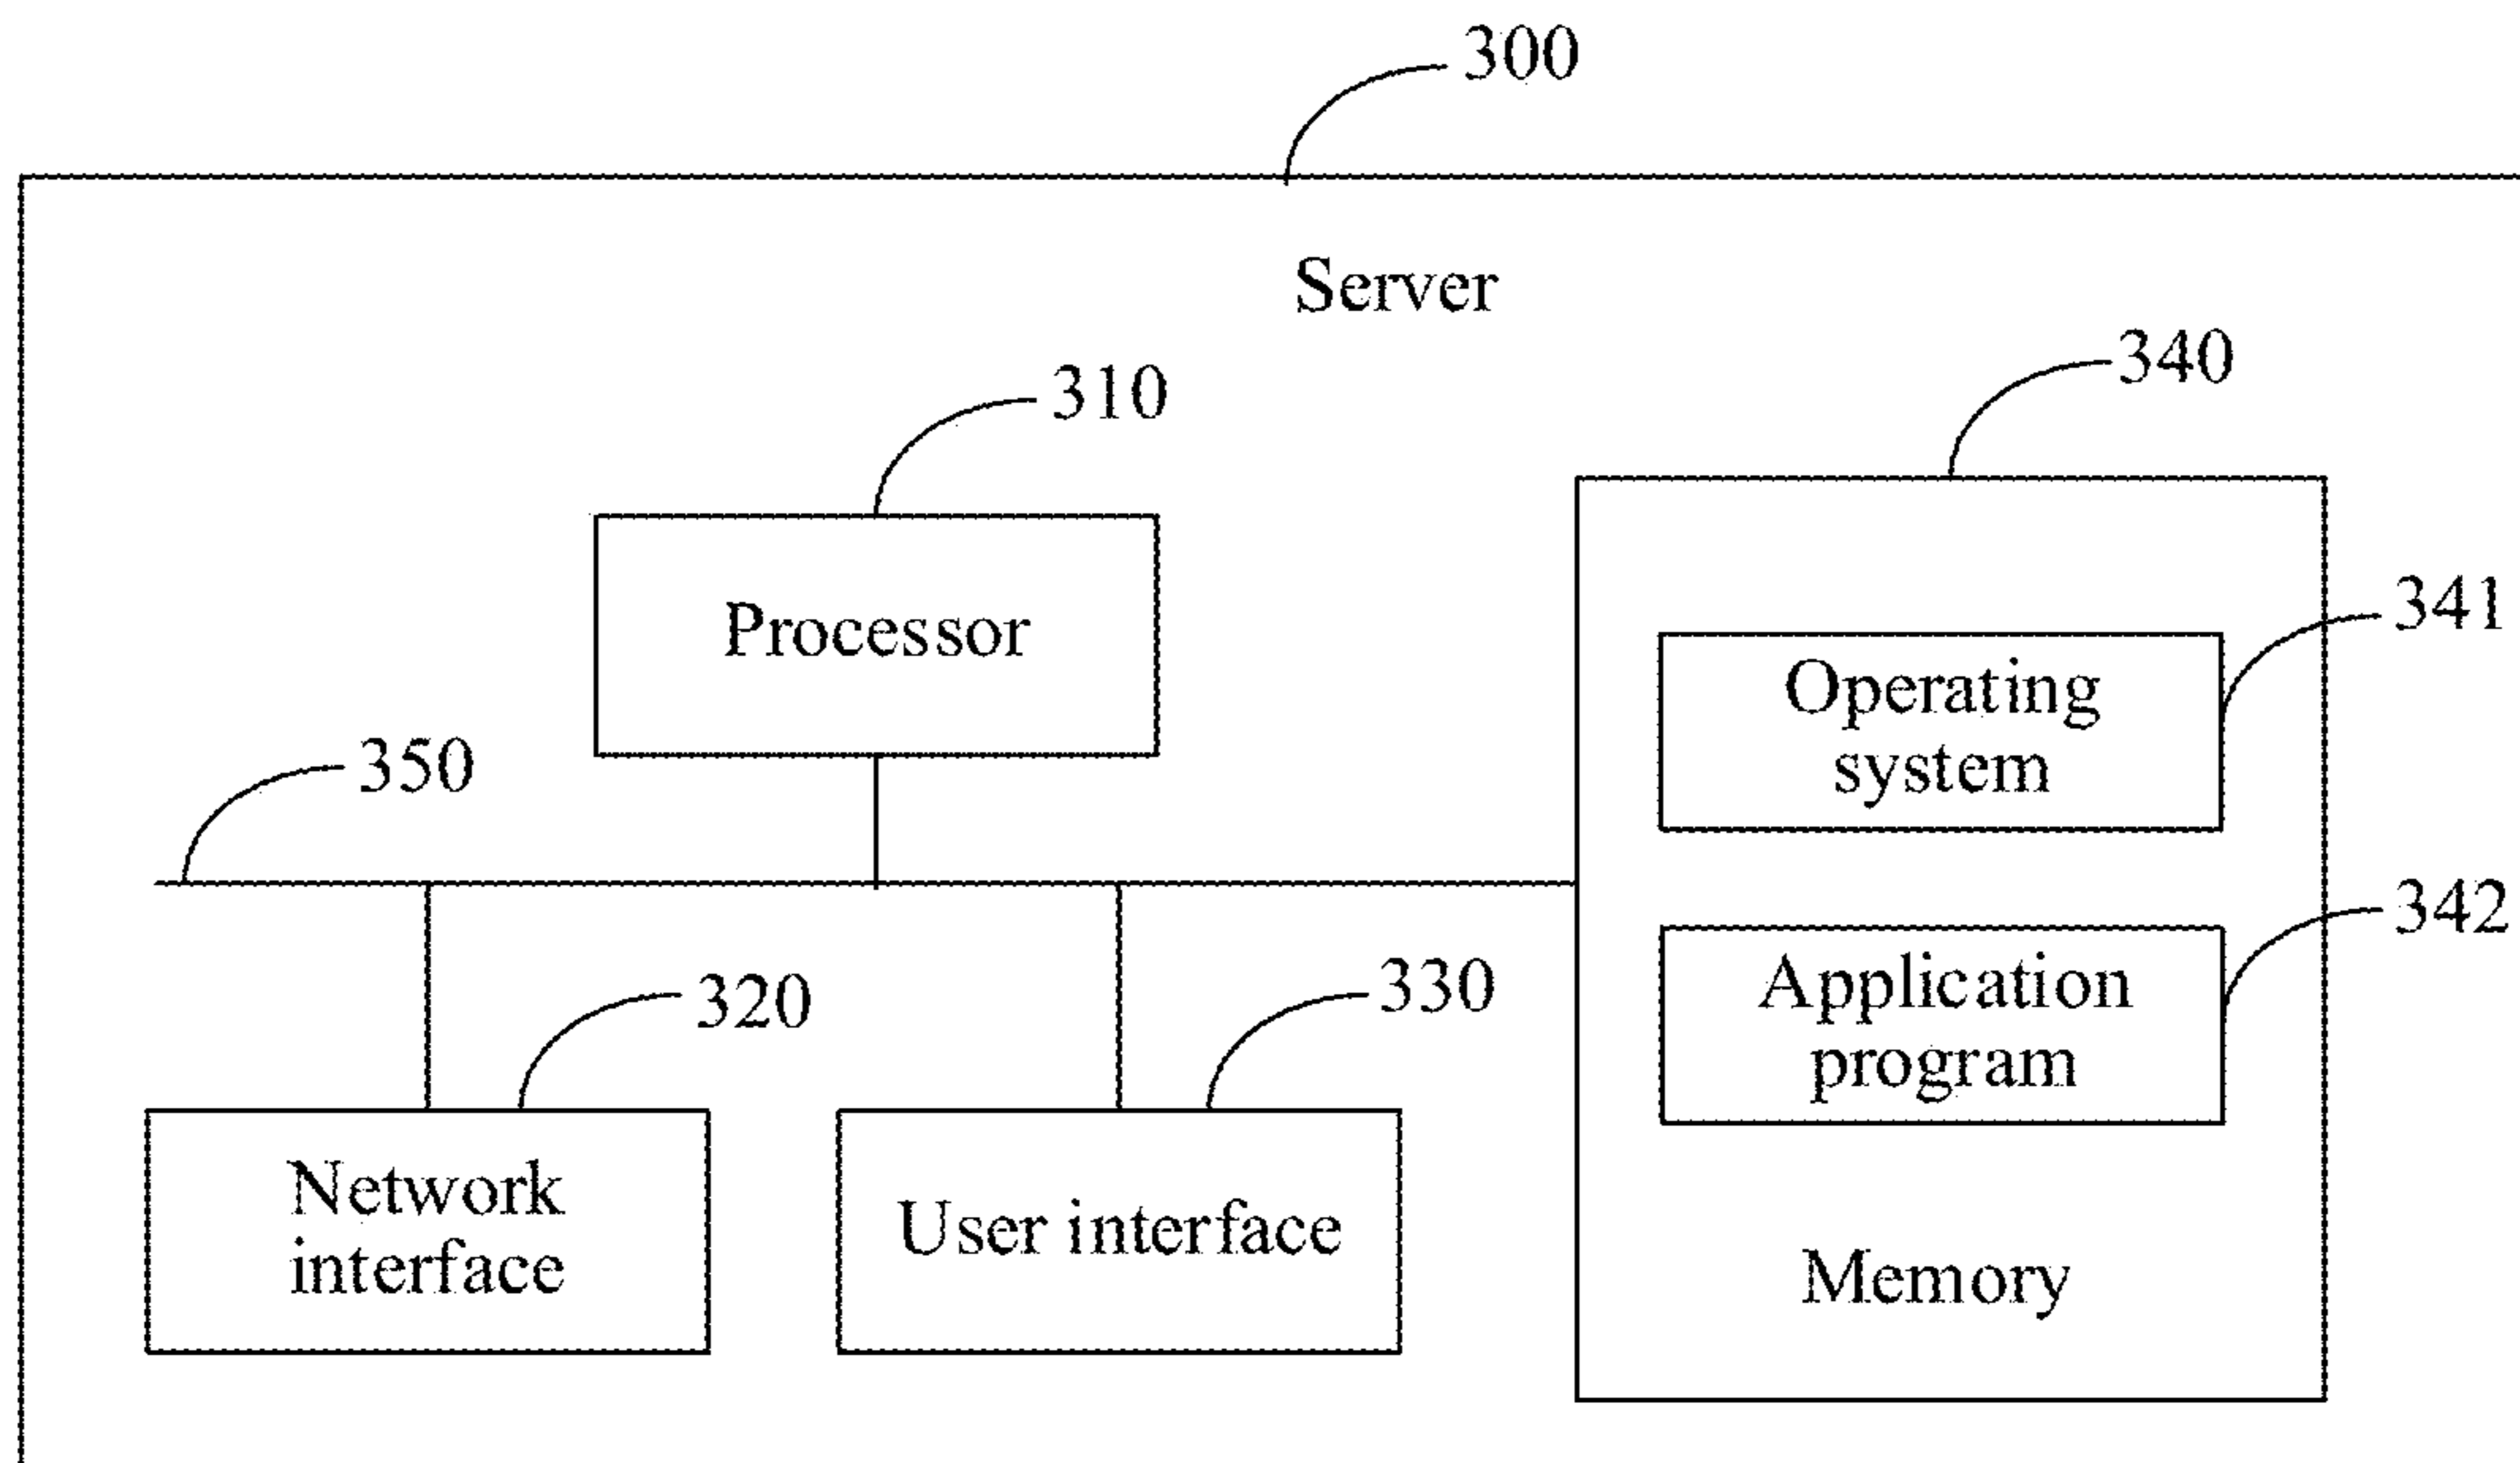 300
Server
340
310
341
Processor
Operating
system
350
342
Application
program
320
330
Network
interface
User interface
Memory